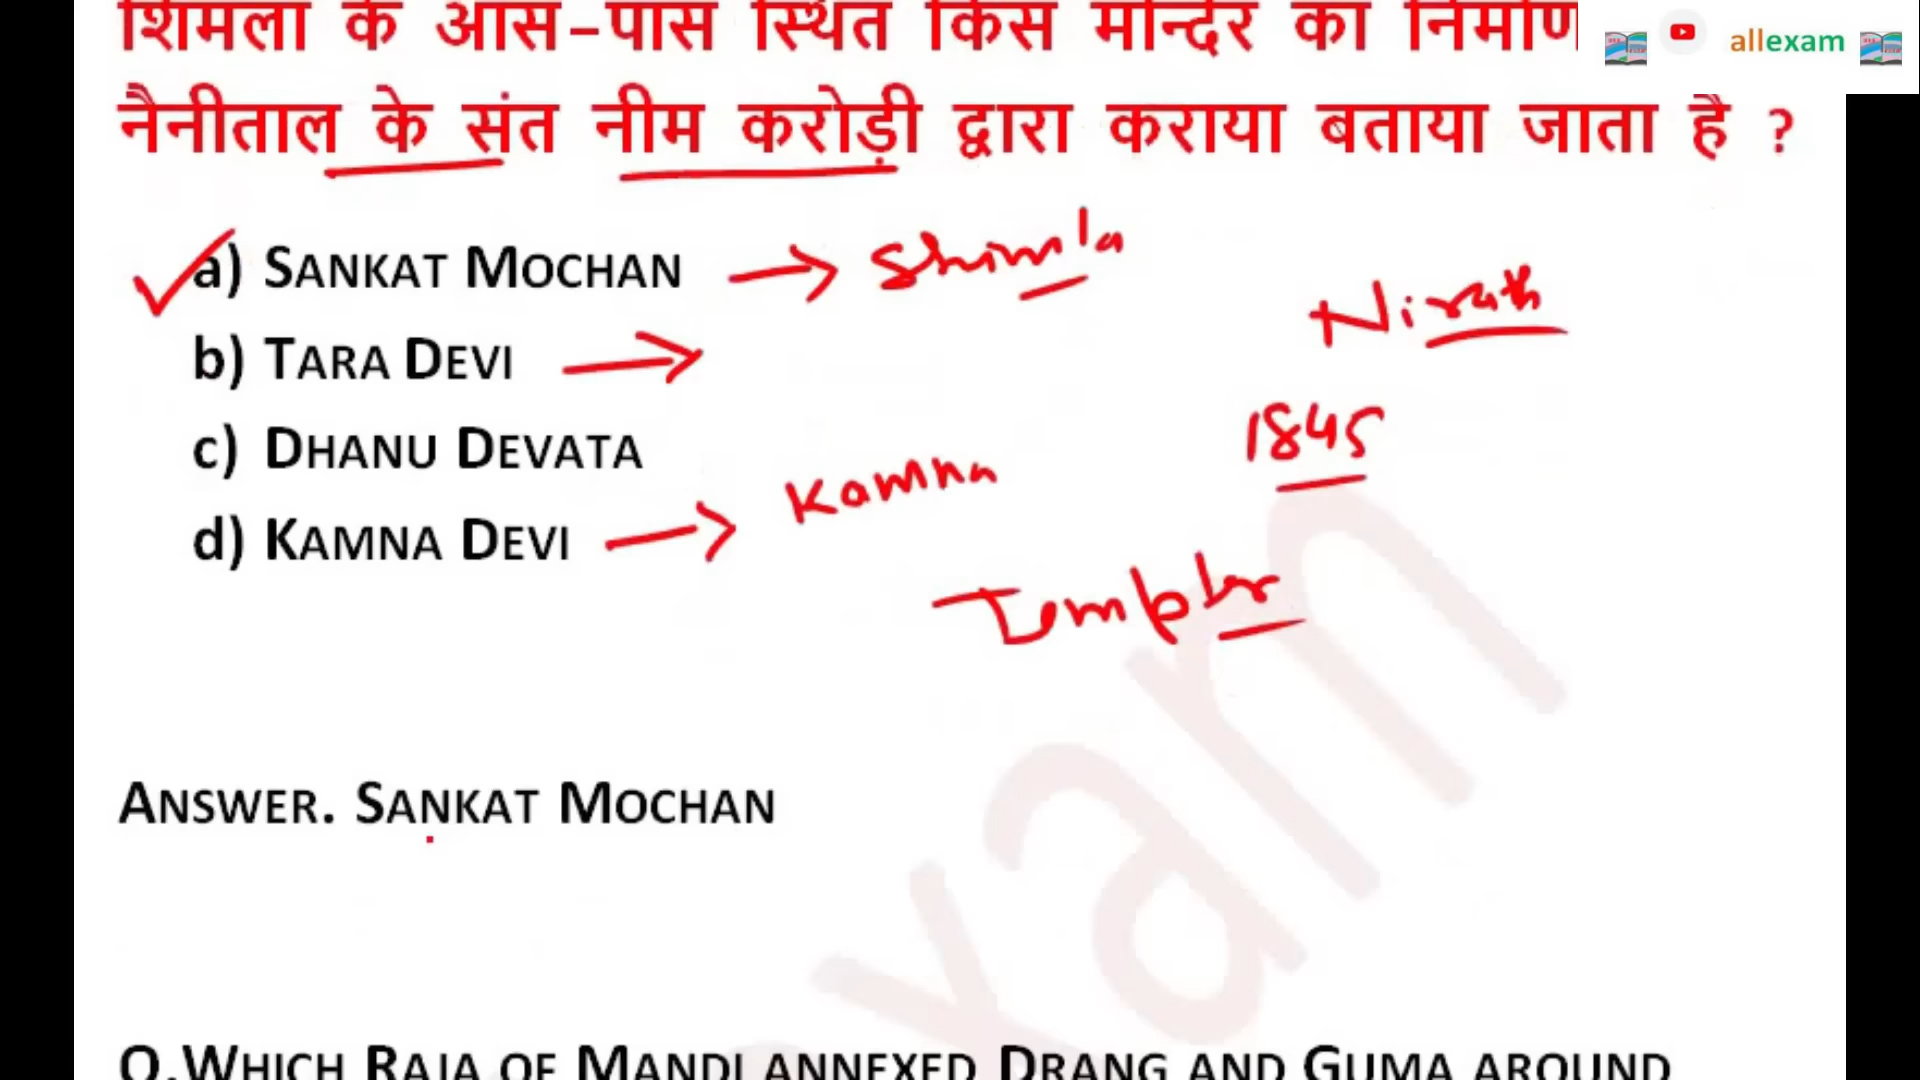 शिमला के आस-पास स्थित किस मन्दिर का निर्माण
allexam
नैनीताल के संत नीम करोड़ी द्वारा कराया बताया जाता है ?
a) SANKAT MOCHAN → Shimla
Nirath
b) TARA DEVI →
1845
c) DHANU DEVATA
d) KAMNA DEVI → Kamna
Temple
ANSWER. SANKAT MOCHAN
Q.WHICH RAJA OF MANDI ANNEXED DRANG AND GUMA AROUND